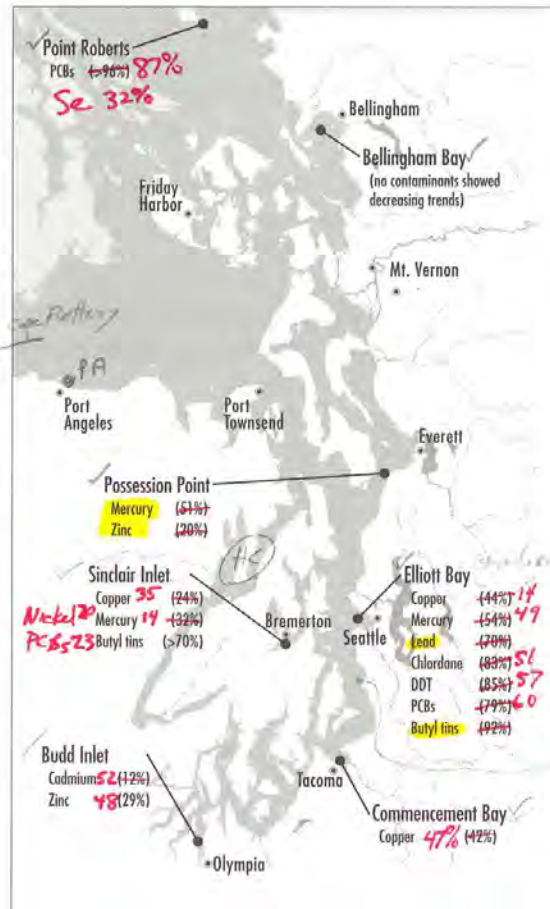 Point Roberts
PCBs (>96%) 87%
Se 32%
Bellingham
Bellingham Bay
(no contaminants showed
decreasing trends)
Friday
Harbor
Mt. Vernon
PA
Port
Angeles
Port
Townsend
Everett
Possession Point
Mercury (51%)
Zinc (20%)
HC
Sinclair Inlet
Copper 35 (24%)
Nickel 20 Mercury 14 (32%)
PCBs 23 Butyl tins (>70%)
Bremerton
Elliott Bay
Seattle
Copper (44%) 14
Mercury (54%) 49
Lead (70%)
Chlordane (83%) 51
DDT (85%) 57
PCBs (79%) 60
Butyl tins (92%)
Budd Inlet
Cadmium 52 (12%)
Zinc 48 (29%)
Tacoma
Commencement Bay
Copper 47% (42%)
Olympia